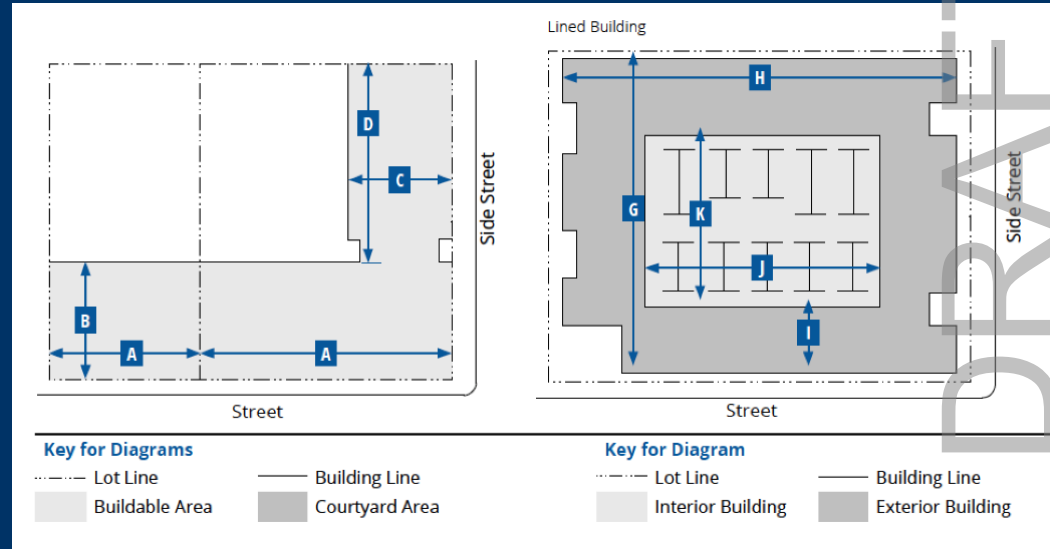 Lined Building
D
C
B
A
A
Side Street
Street
H
G
K
J
I
Side Street
Street
DRAFT
Key for Diagrams
Lot Line
Building Line
Buildable Area
Courtyard Area
Key for Diagram
Lot Line
Building Line
Interior Building
Exterior Building